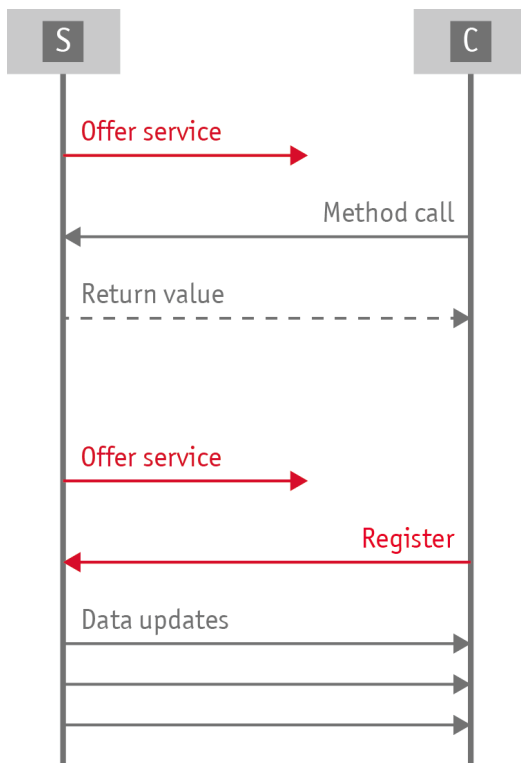 S
C
Offer service
Method call
Return value
Offer service
Register
Data updates